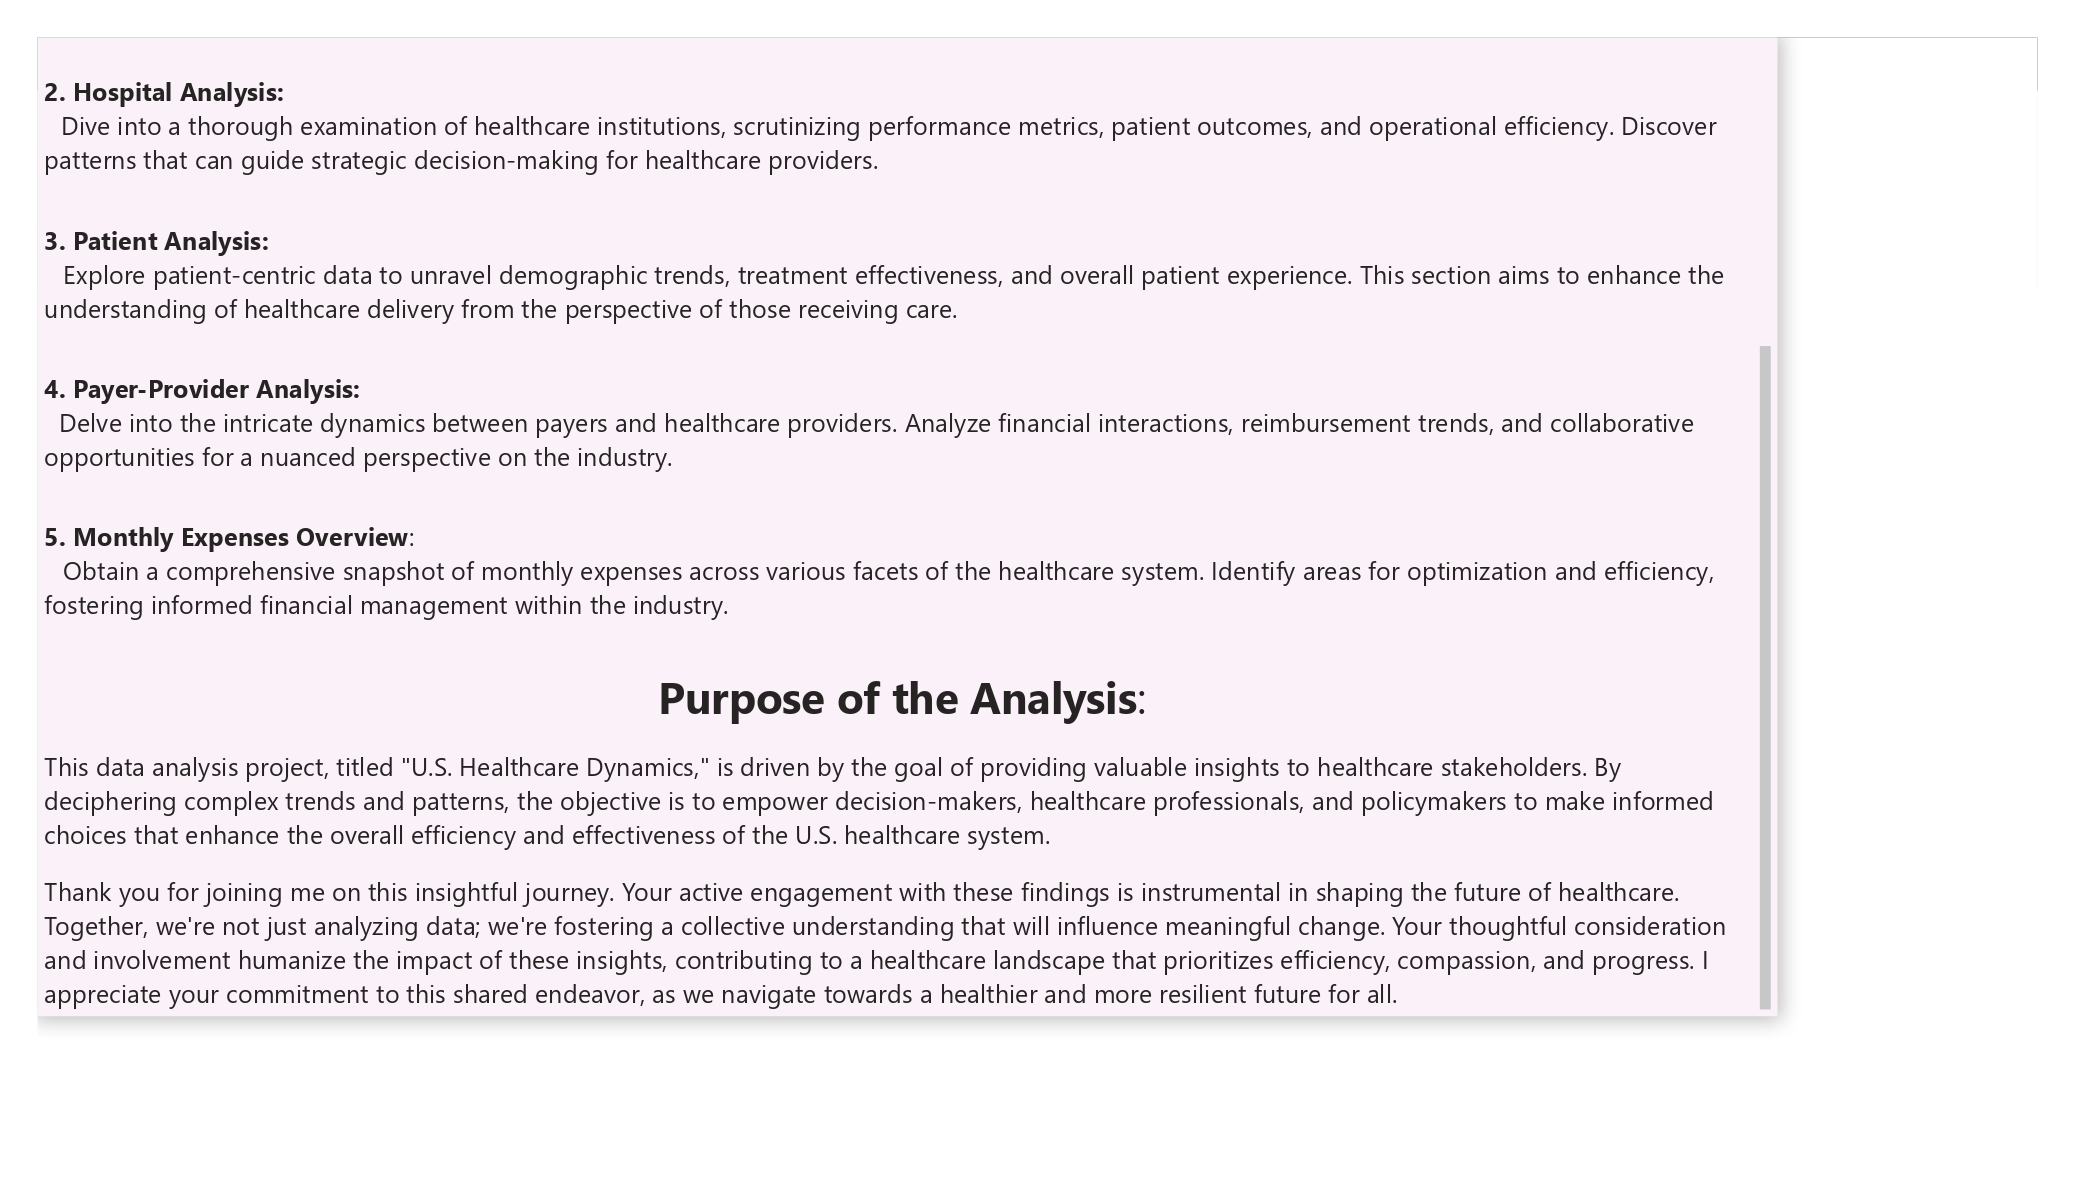 2. Hospital Analysis:
Dive into a thorough examination of healthcare institutions, scrutinizing performance metrics, patient outcomes, and operational efficiency. Discover
patterns that can guide strategic decision-making for healthcare providers.
3. Patient Analysis:
Explore patient-centric data to unravel demographic trends, treatment effectiveness, and overall patient experience. This section aims to enhance the
understanding of healthcare delivery from the perspective of those receiving care.
4. Payer-Provider Analysis:
Delve into the intricate dynamics between payers and healthcare providers. Analyze financial interactions, reimbursement trends, and collaborative
opportunities for a nuanced perspective on the industry.
5. Monthly Expenses Overview:
Obtain a comprehensive snapshot of monthly expenses across various facets of the healthcare system. Identify areas for optimization and efficiency,
fostering informed financial management within the industry.
Purpose of the Analysis:
This data analysis project, titled "U.S. Healthcare Dynamics," is driven by the goal of providing valuable insights to healthcare stakeholders. By
deciphering complex trends and patterns, the objective is to empower decision-makers, healthcare professionals, and policymakers to make informed
choices that enhance the overall efficiency and effectiveness of the U.S. healthcare system.
Thank you for joining me on this insightful journey. Your active engagement with these findings is instrumental in shaping the future of healthcare.
Together, we're not just analyzing data; we're fostering a collective understanding that will influence meaningful change. Your thoughtful consideration
and involvement humanize the impact of these insights, contributing to a healthcare landscape that prioritizes efficiency, compassion, and progress. I
appreciate your commitment to this shared endeavor, as we navigate towards a healthier and more resilient future for all.